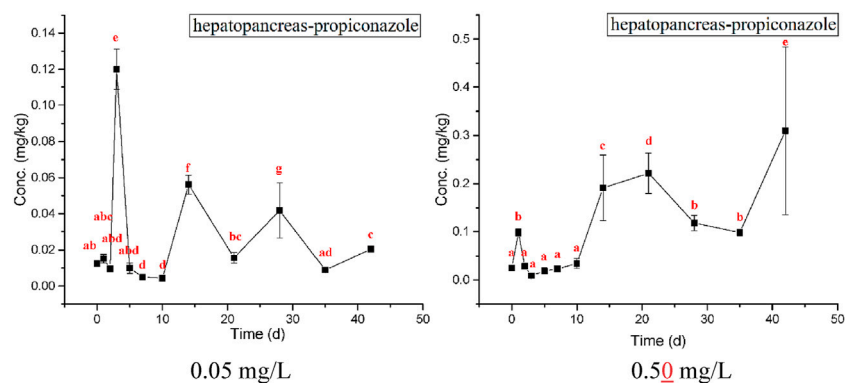 hepatopancreas-propiconazole
Conc. (mg/kg)
0.14
0.12
0.10
0.08
0.06
0.04
0.02
0.00
ab
abc
abd
e
abd
d
d
f
bc
g
ad
c
0 10 20 30 40 50
Time (d)
0.05 mg/L
hepatopancreas-propiconazole
Conc. (mg/kg)
0.5
0.4
0.3
0.2
0.1
0.0
a
b
a
a
a
a
a
c
d
b
b
e
0 10 20 30 40 50
Time (d)
0.50 mg/L